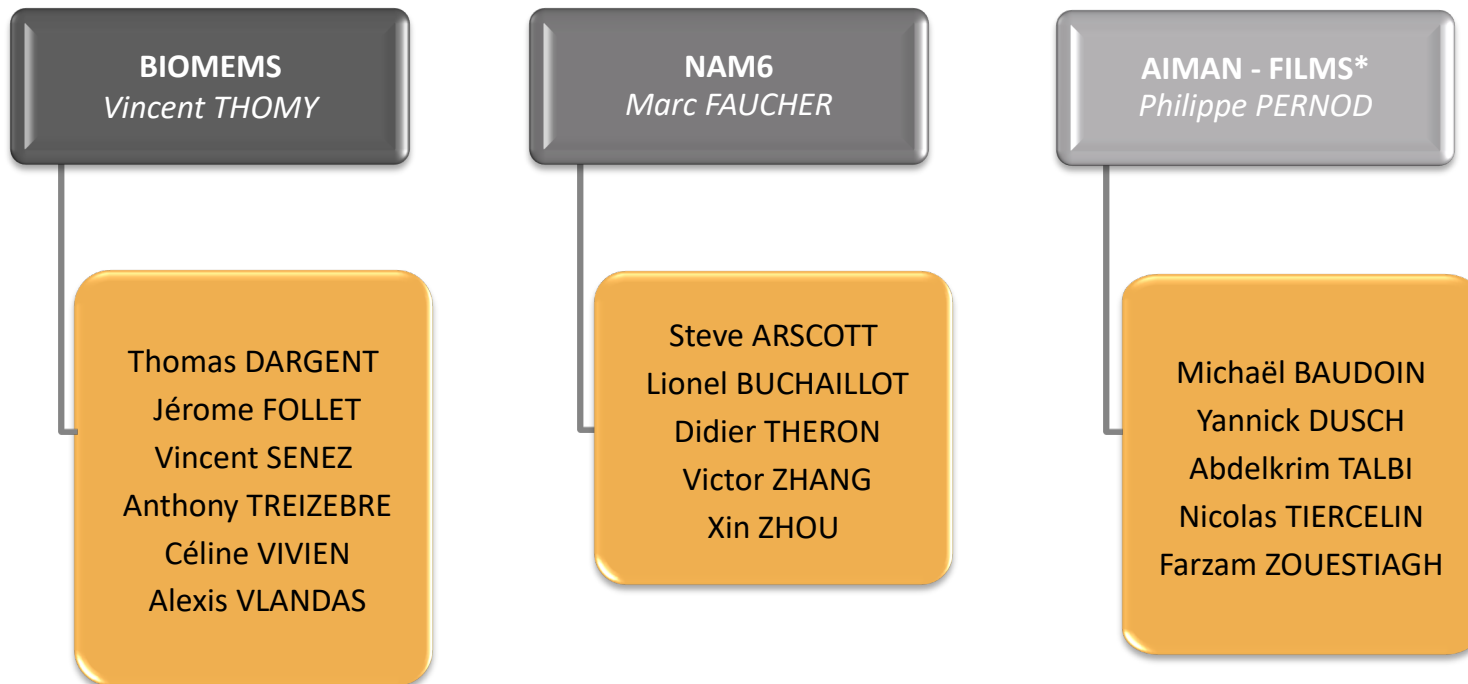 BIOMEMS
Vincent THOMY
Thomas DARGENT
Jérome FOLLET
Vincent SENEZ
Anthony TREIZEBRE
Céline VIVIEN
Alexis VLANDAS
NAM6
Marc FAUCHER
Steve ARSCOTT
Lionel BUCHAILLOT
Didier THERON
Victor ZHANG
Xin ZHOU
AIMAN - FILMS*
Philippe PERNOD
Michaël BAUDOIN
Yannick DUSCH
Abdelkrim TALBI
Nicolas TIERCELIN
Farzam ZOUESTIAGH